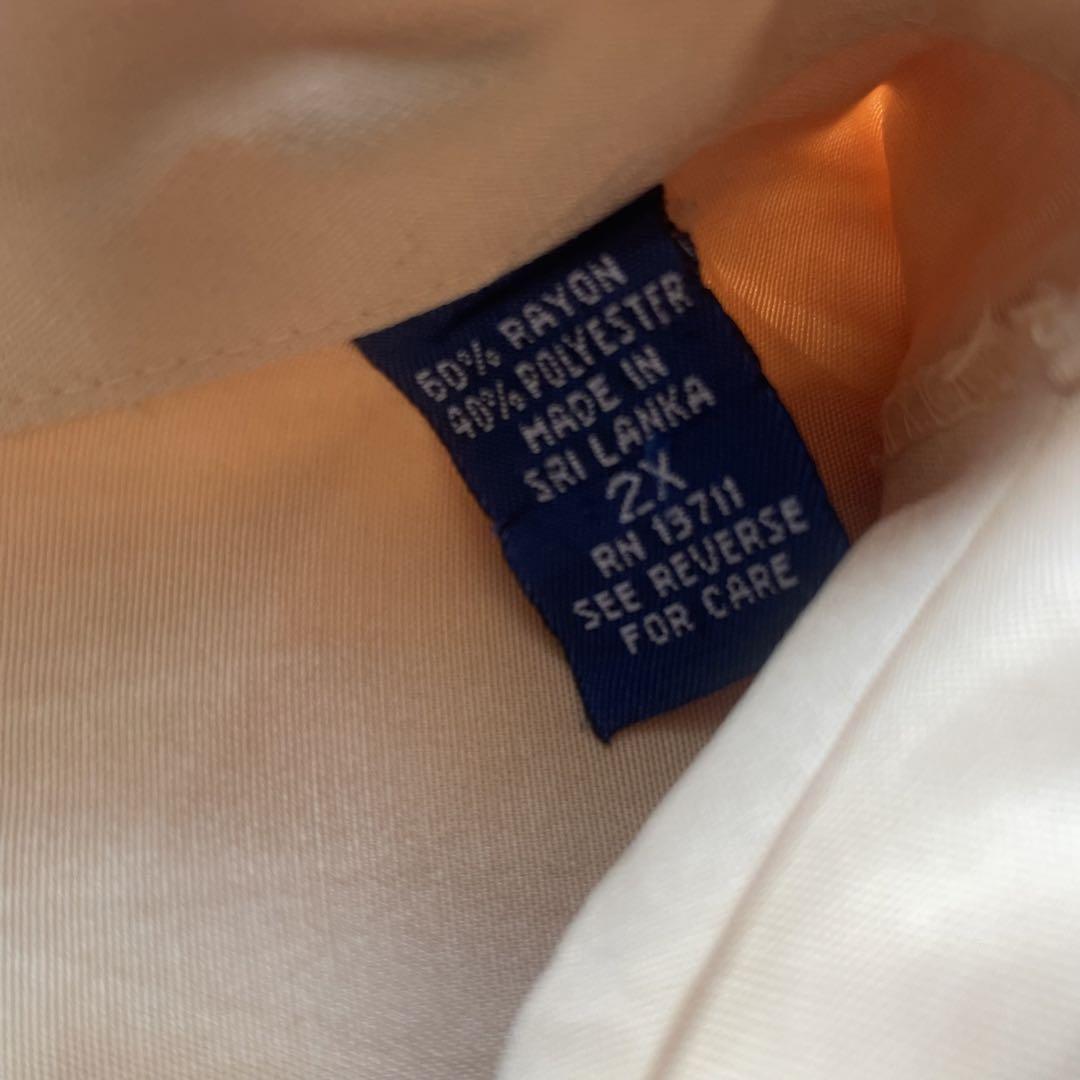 60% RAYON
40% POLYESTER
MADE IN
SRI LANKA
2X
RN 13711
SEE REVERSE
FOR CARE